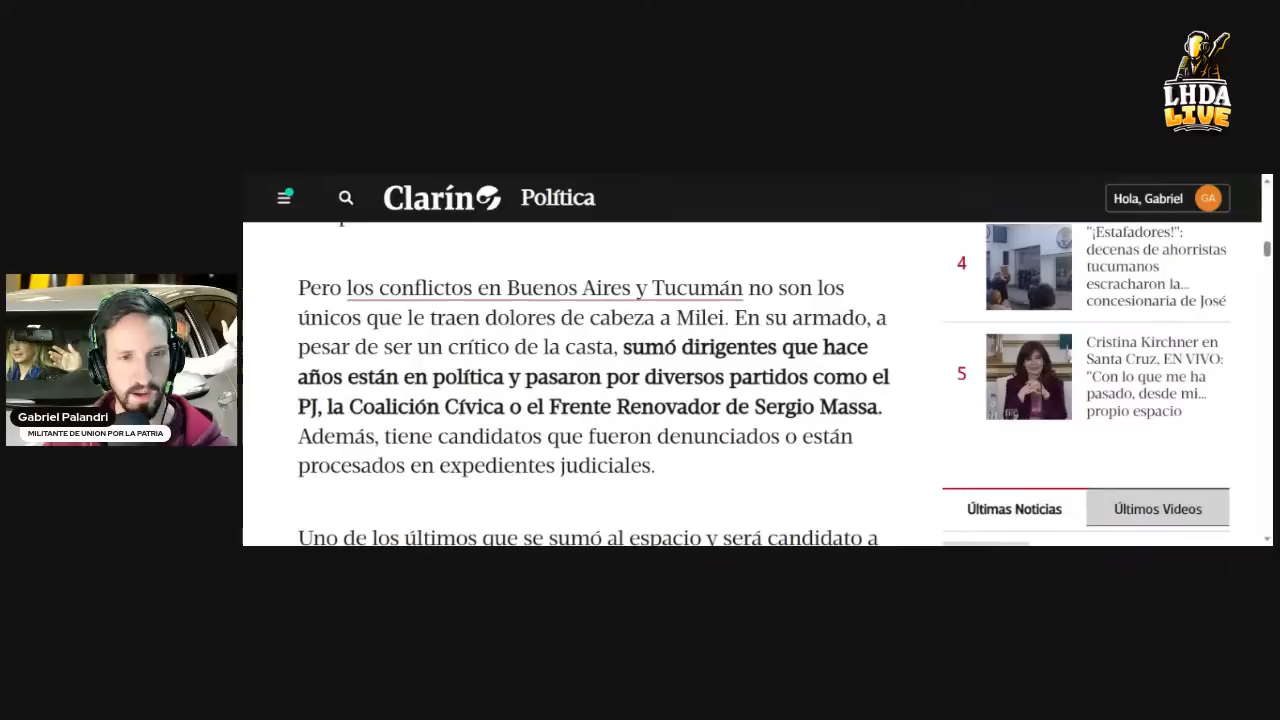 LHDA
LIVE
Clarín
Política
Hola, Gabriel
GA
Pero los conflictos en Buenos Aires y Tucumán no son los
únicos que le traen dolores de cabeza a Milei. En su armado, a
pesar de ser un crítico de la casta, sumó dirigentes que hace
años están en política y pasaron por diversos partidos como el
PJ, la Coalición Cívica o el Frente Renovador de Sergio Massa.
Además, tiene candidatos que fueron denunciados o están
procesados en expedientes judiciales.
Uno de los últimos que se sumó al espacio y será candidato a
4
"¡Estafadores!":
decenas de ahorristas
tucumanos
escracharon la...
concesionaria de José
5
Cristina Kirchner en
Santa Cruz, EN VIVO:
"Con lo que me ha
pasado, desde mi...
propio espacio
Últimas Noticias
Últimos Videos
Gabriel Palandri
MILITANTE DE UNION POR LA PATRIA